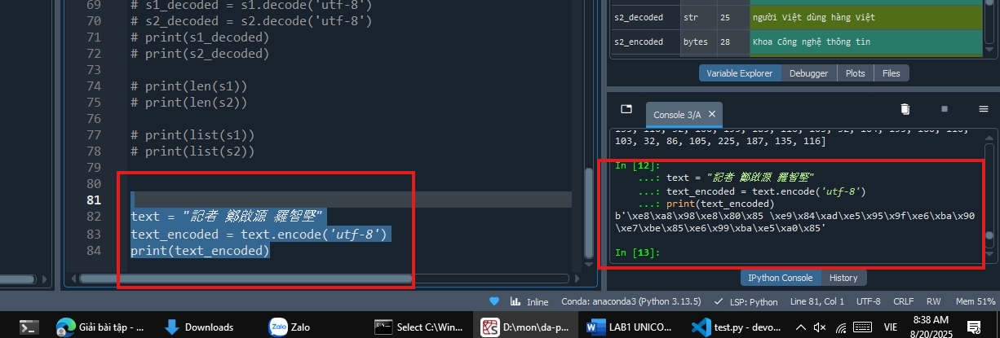 69 # s1_decoded = s1.decode('utf-8')
70 # s2_decoded = s2.decode('utf-8')
71 # print(s1_decoded)
72 # print(s2_decoded)
73
74 # print(len(s1))
75 # print(len(s2))
76
77 # print(list(s1))
78 # print(list(s2))
79
80
81
82 text = "記者 鄭啟源 羅智堅"
83 text_encoded = text.encode('utf-8')
84 print(text_encoded)
s2_decoded str 25 người Việt dùng hàng Việt
s2_encoded bytes 28 Khoa Công nghệ thông tin
Variable Explorer Debugger Plots Files
Console 3/A
103, 32, 86, 105, 225, 187, 135, 116]
In [12]:
...: text = "記者 鄭啟源 羅智堅"
...: text_encoded = text.encode('utf-8')
...: print(text_encoded)
b'\xe8\xa8\x98\xe8\x80\x85 \xe9\x84\xad\xe5\x95\x9f\xe6\xba\x90
\xe7\xbe\x85\xe6\x99\xba\xe5\xa0\x85'
In [13]:
IPython Console History
Inline Conda: anaconda3 (Python 3.13.5) LSP: Python Line 81, Col 1 UTF-8 CRLF RW Mem 51%
Giải bài tập - ... Downloads Zalo Select C:\Win... D:\mon\da-p... LAB1 UNICO... test.py - devo... VIE 8:38 AM
8/20/2025